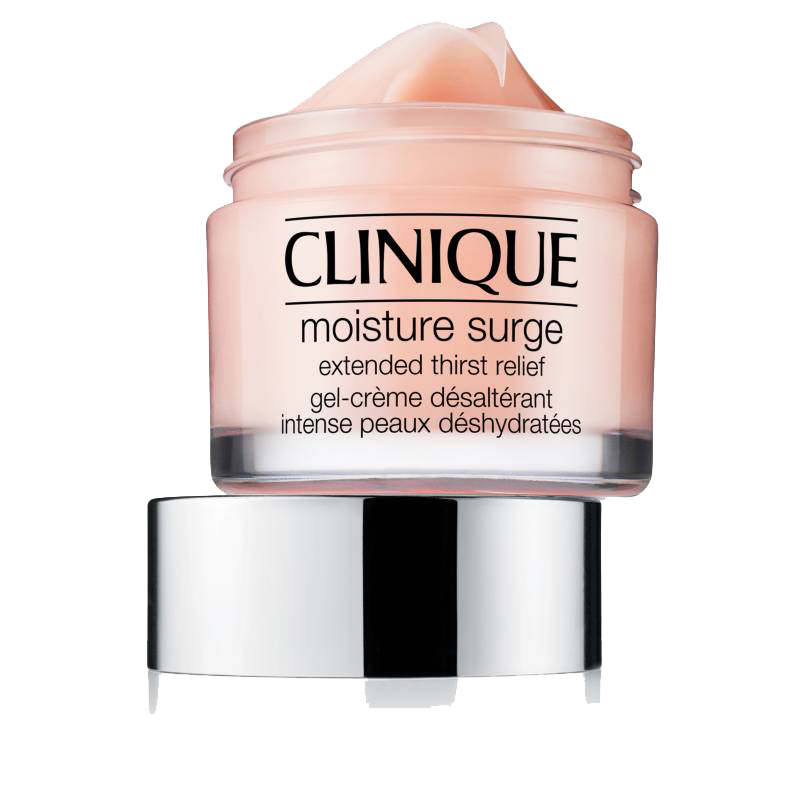 CLINIQUE
moisture surge
extended thirst relief
gel-crème désaltérant
intense peaux déshydratées